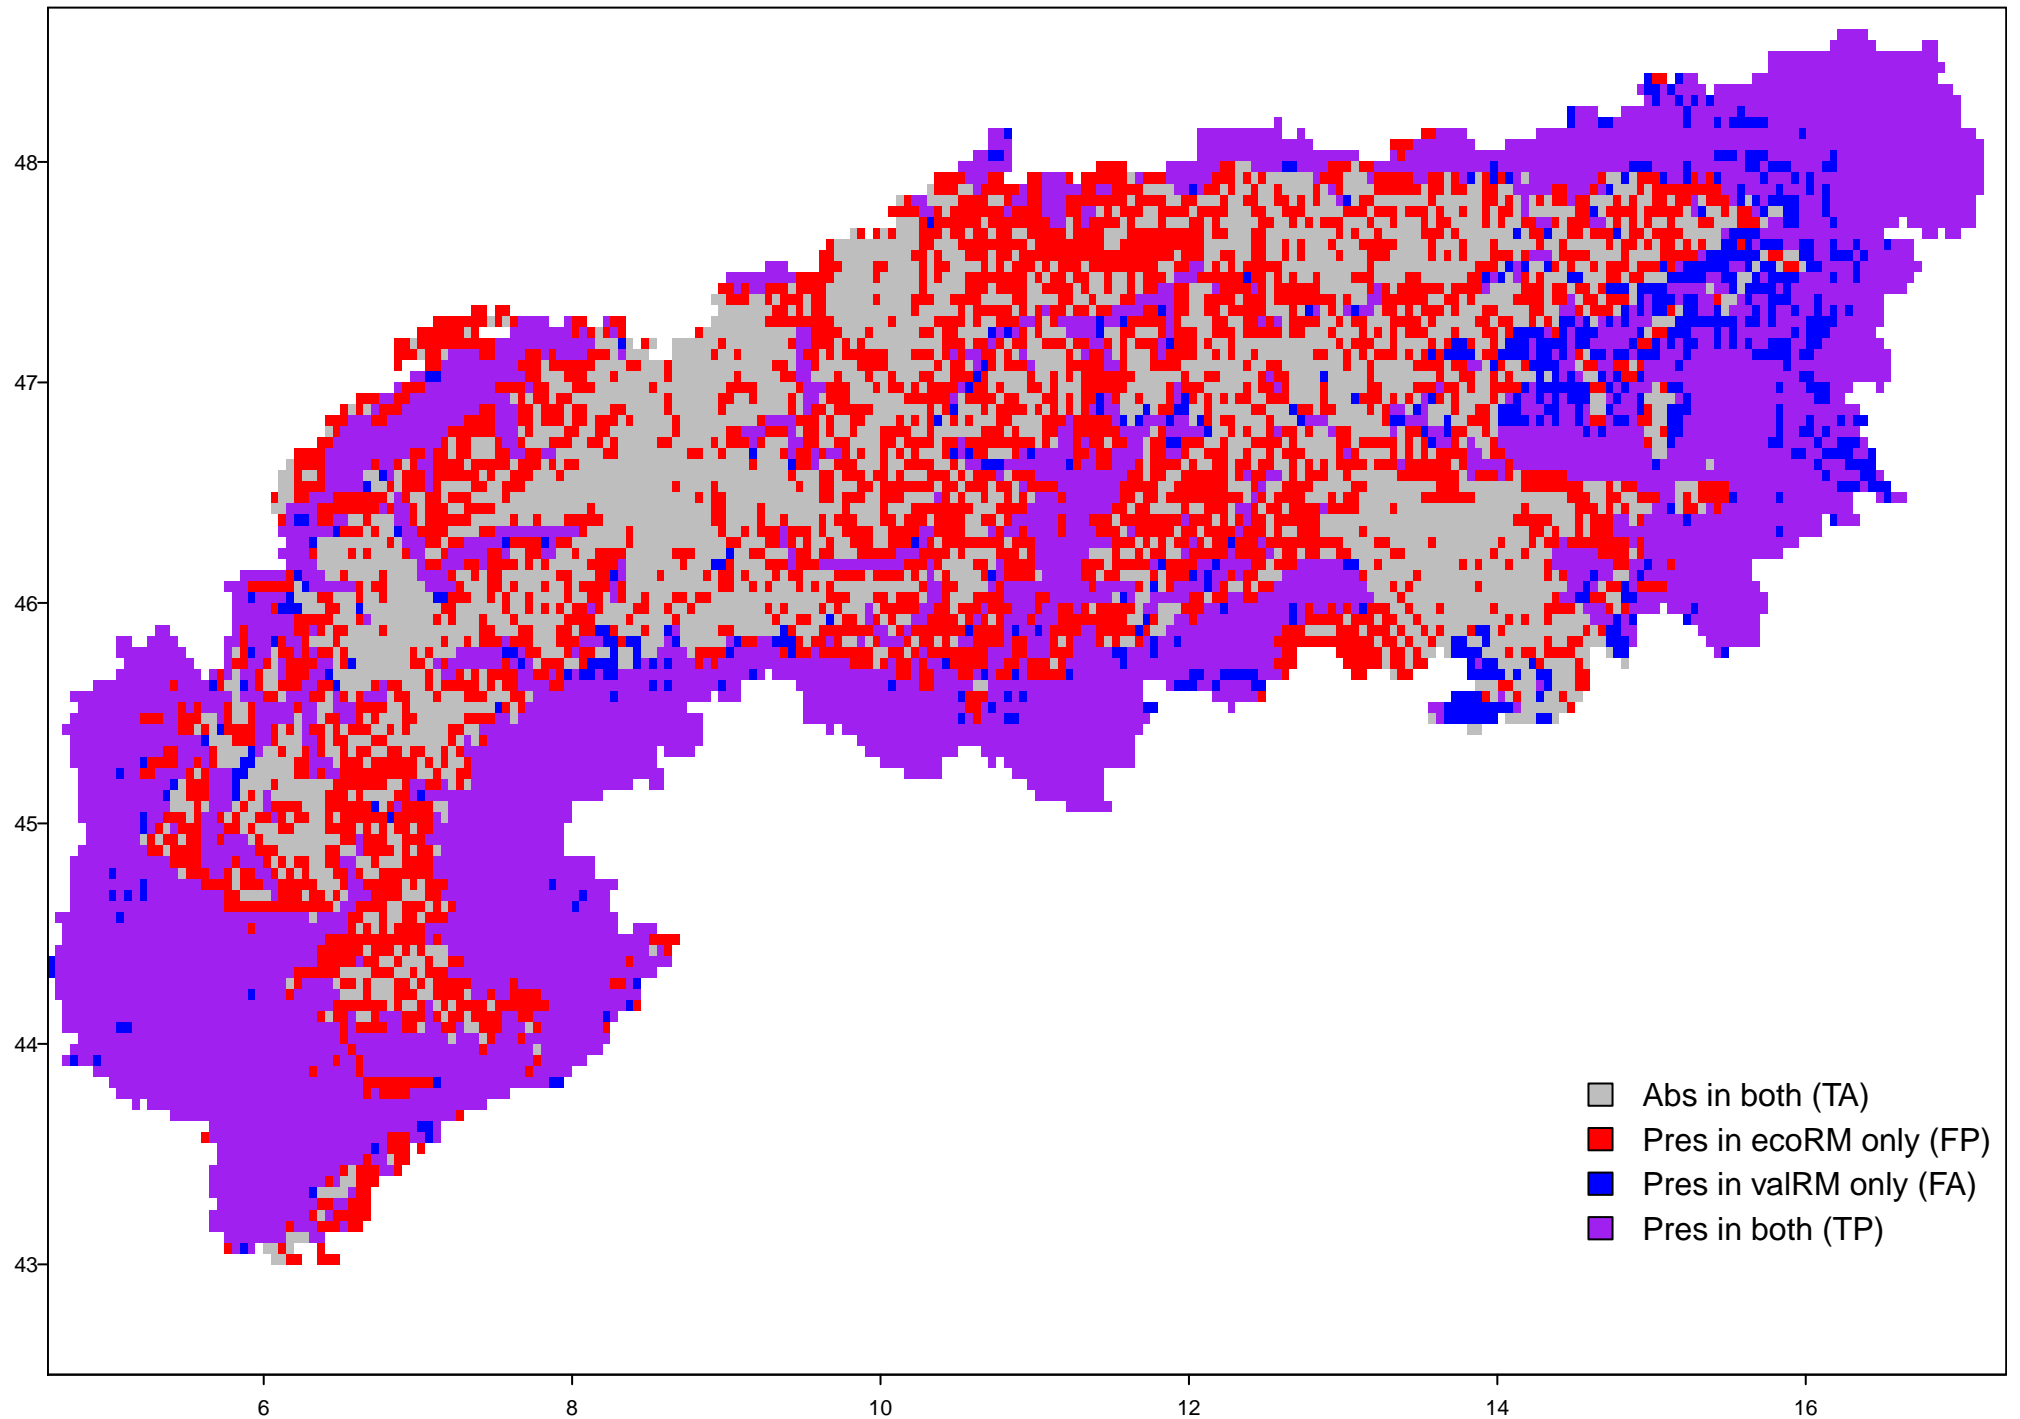 48
47
46
45
44
43
Abs in both (TA)
Pres in ecoRM only (FP)
Pres in valRM only (FA)
Pres in both (TP)
6 8 10 12 14 16